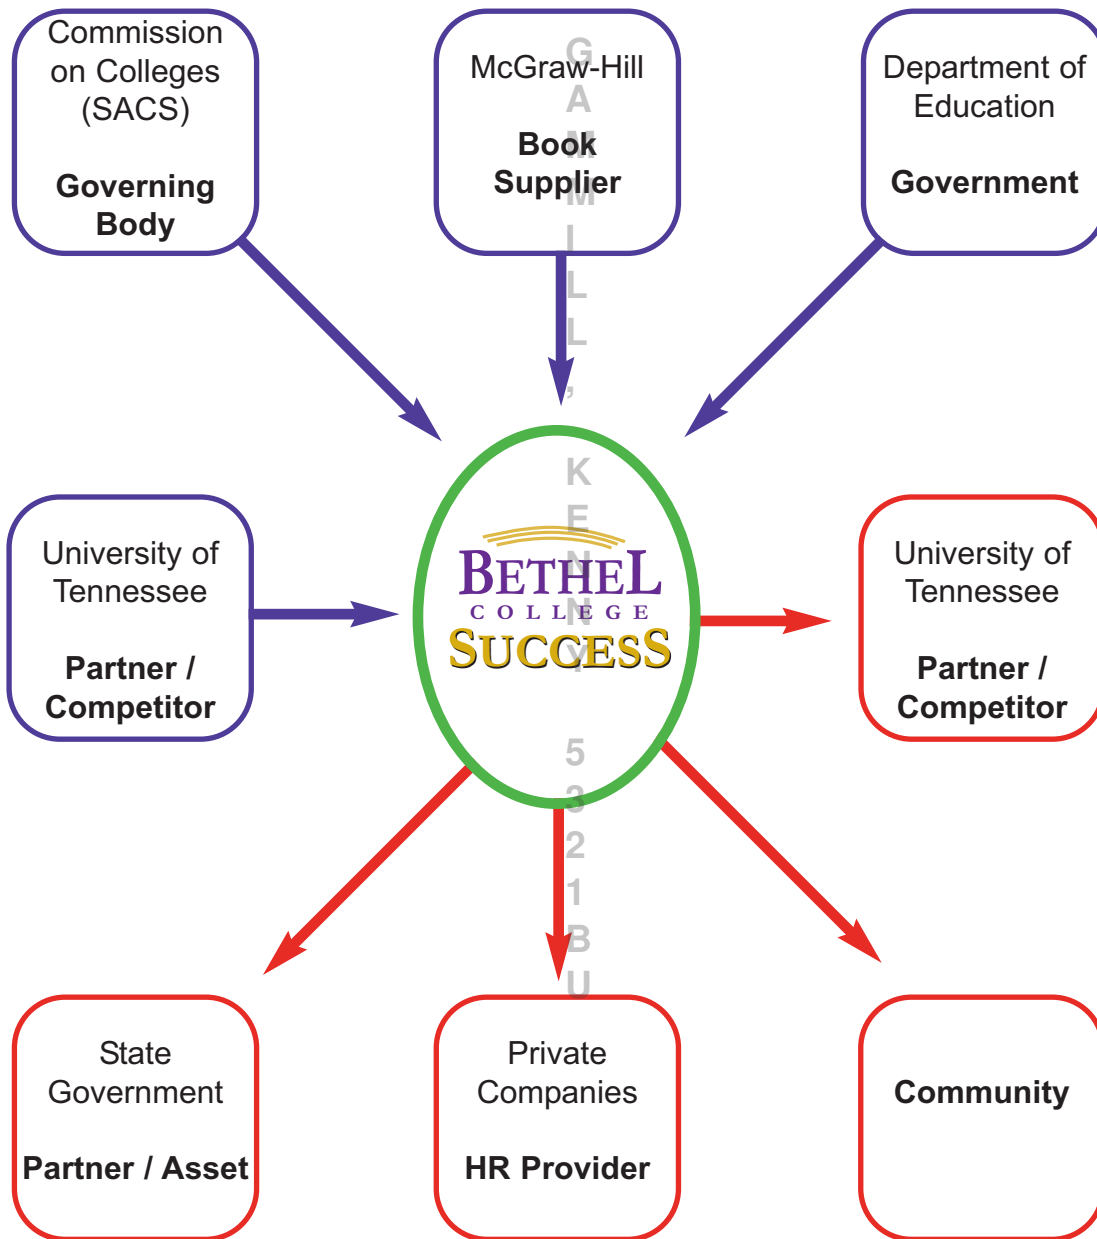 Commission
on Colleges
(SACS)
Governing
Body
McGraw-Hill
Book
Supplier
Department of
Education
Government
University of
Tennessee
Partner /
Competitor
BETHEL
COLLEGE
SUCCESS
University of
Tennessee
Partner /
Competitor
State
Government
Partner / Asset
Private
Companies
HR Provider
Community
GAMMILL, KENNY 5321BU